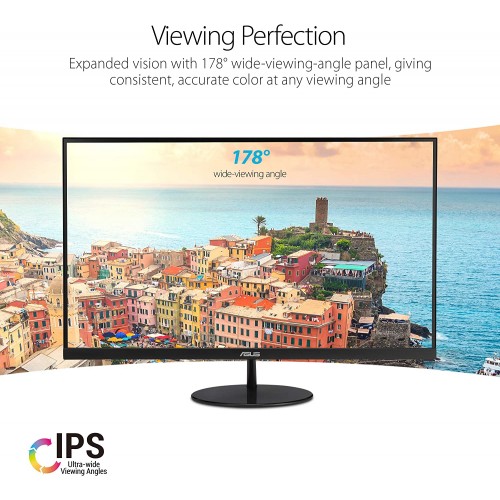 Viewing Perfection
Expanded vision with 178° wide-viewing-angle panel, giving
consistent, accurate color at any viewing angle
178°
wide-viewing angle
ASUS
IPS
Ultra-wide
Viewing Angles